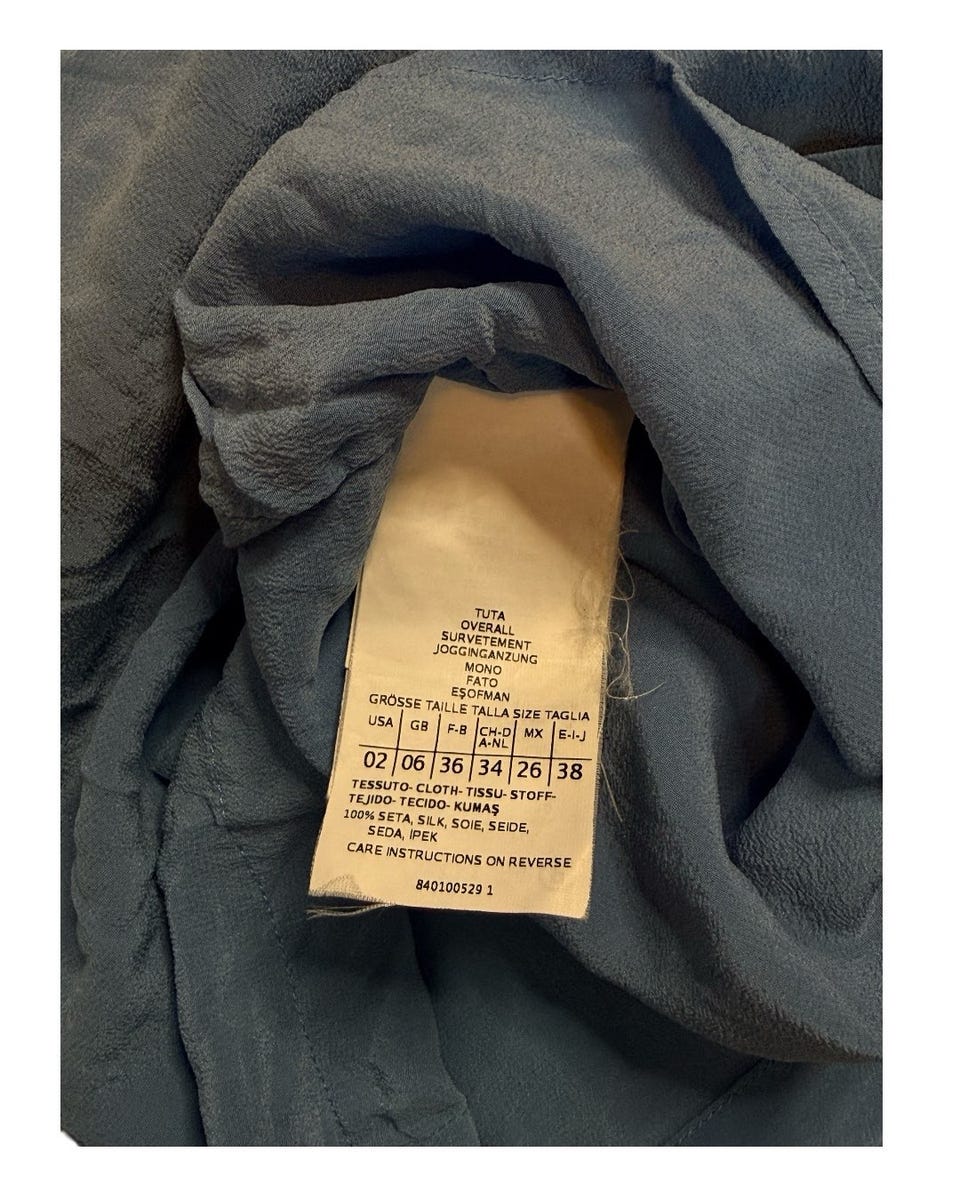 TUTA
OVERALL
SURVETEMENT
JOGGINGANZUNG
MONO
FATO
EŞOFMAN
GRÖSSE TAILLE TALLA SIZE TAGLIA
USA GB F-B CH-D A-NL MX E-I-J
02 06 36 34 26 38
TESSUTO- CLOTH- TISSU- STOFF-
TEJIDO- TECIDO- KUMAŞ
100% SETA, SILK, SOIE, SEIDE,
SEDA, IPEK
CARE INSTRUCTIONS ON REVERSE
840100529 1